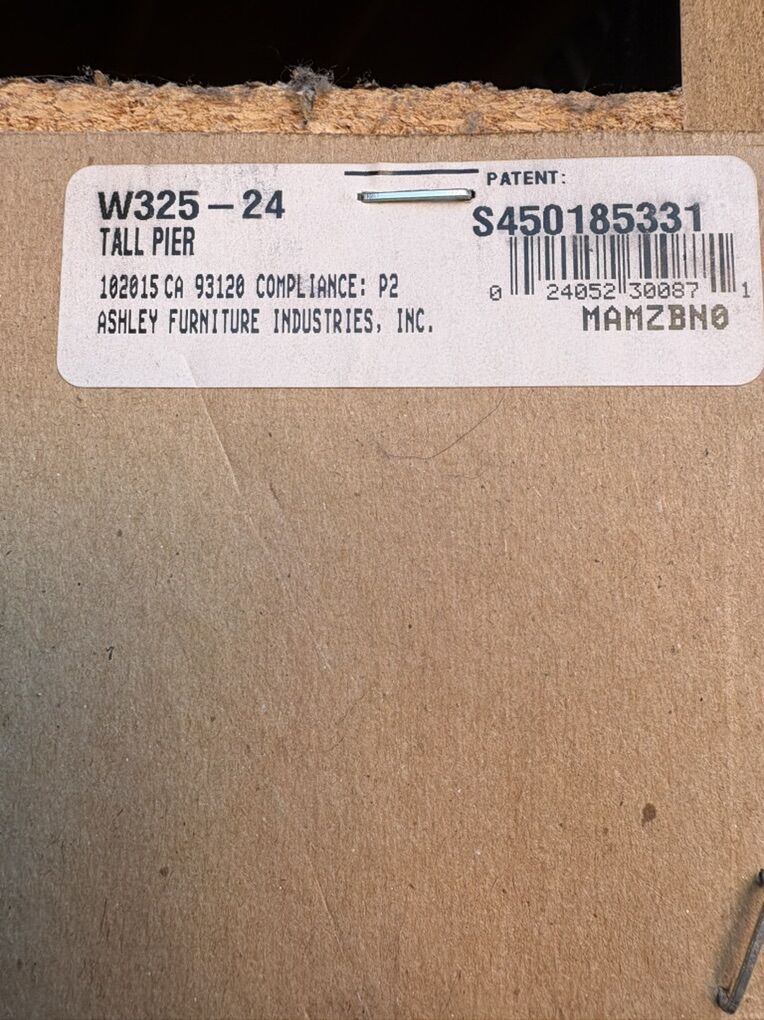 W325-24
TALL PIER
102015 CA 93120 COMPLIANCE: P2
ASHLEY FURNITURE INDUSTRIES, INC.
PATENT:
S450185331
0 24052 30087 1
MAMZBN0